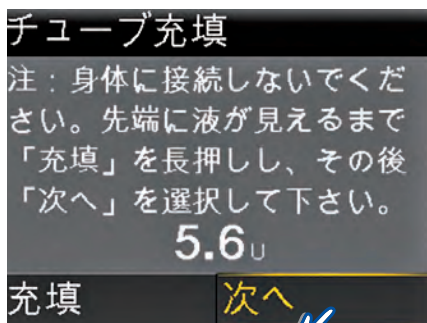 チューブ充填
注：身体に接続しないでくだ
さい。先端に液が見えるまで
「充填」を長押しし、その後
「次へ」を選択して下さい。
5.6U
充填
次へ